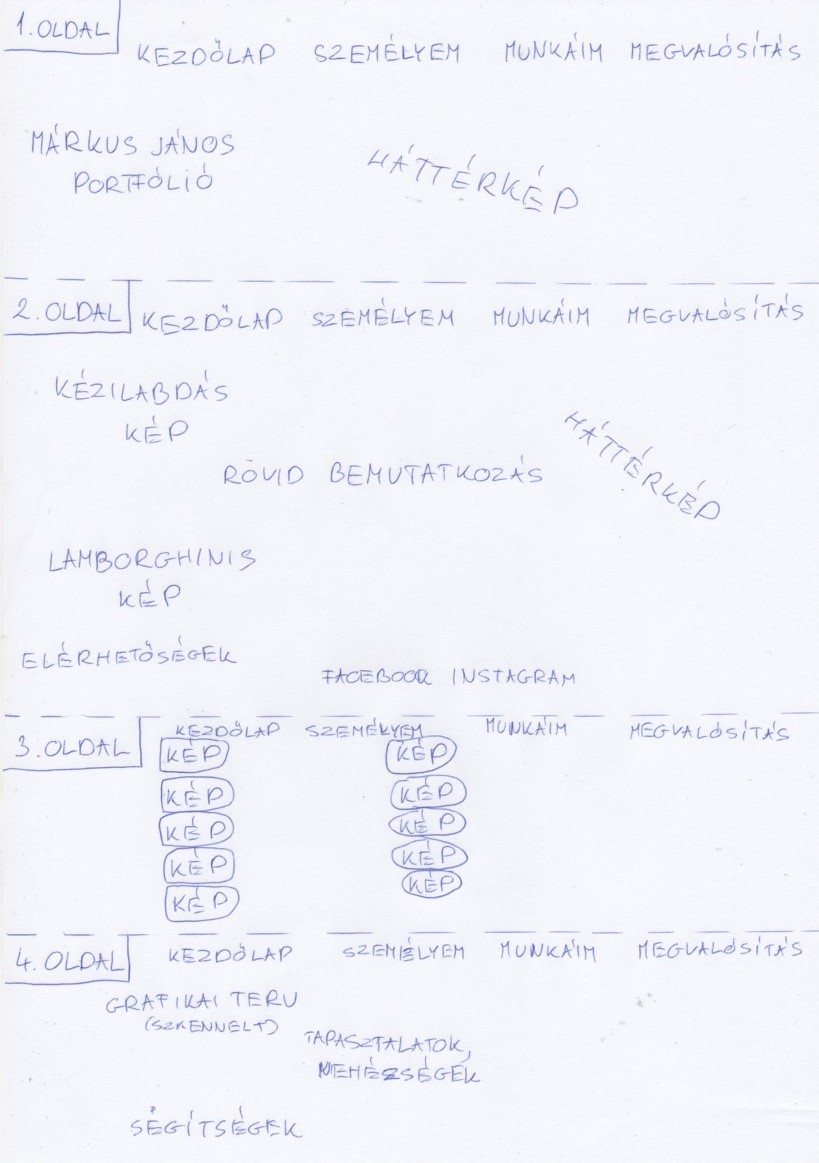 1. OLDAL
KEZDŐLAP SZEMÉLYEM MUNKÁIM MEGVALÓSÍTÁS
MÁRKUS JÁNOS
PORTFÓLIÓ
HÁTTÉRKÉP
2. OLDAL KEZDŐLAP SZEMÉLYEM MUNKÁIM MEGVALÓSÍTÁS
KÉZILABDÁS
KÉP
HÁTTÉRKÉP
RÖVID BEMUTATKOZÁS
LAMBORGHINIS
KÉP
ELÉRHETŐSÉGEK
FACEBOOK INSTAGRAM
3. OLDAL KEZDŐLAP SZEMÉLYEM MUNKÁIM MEGVALÓSÍTÁS
KÉP KÉP
KÉP KÉP
KÉP KÉP
KÉP KÉP
KÉP KÉP
4. OLDAL KEZDŐLAP SZEMÉLYEM MUNKÁIM MEGVALÓSÍTÁS
GRAFIKAI TERV
(SZKENNELT)
TAPASZTALATOK,
NEHÉZSÉGEK
SEGÍTSÉGEK